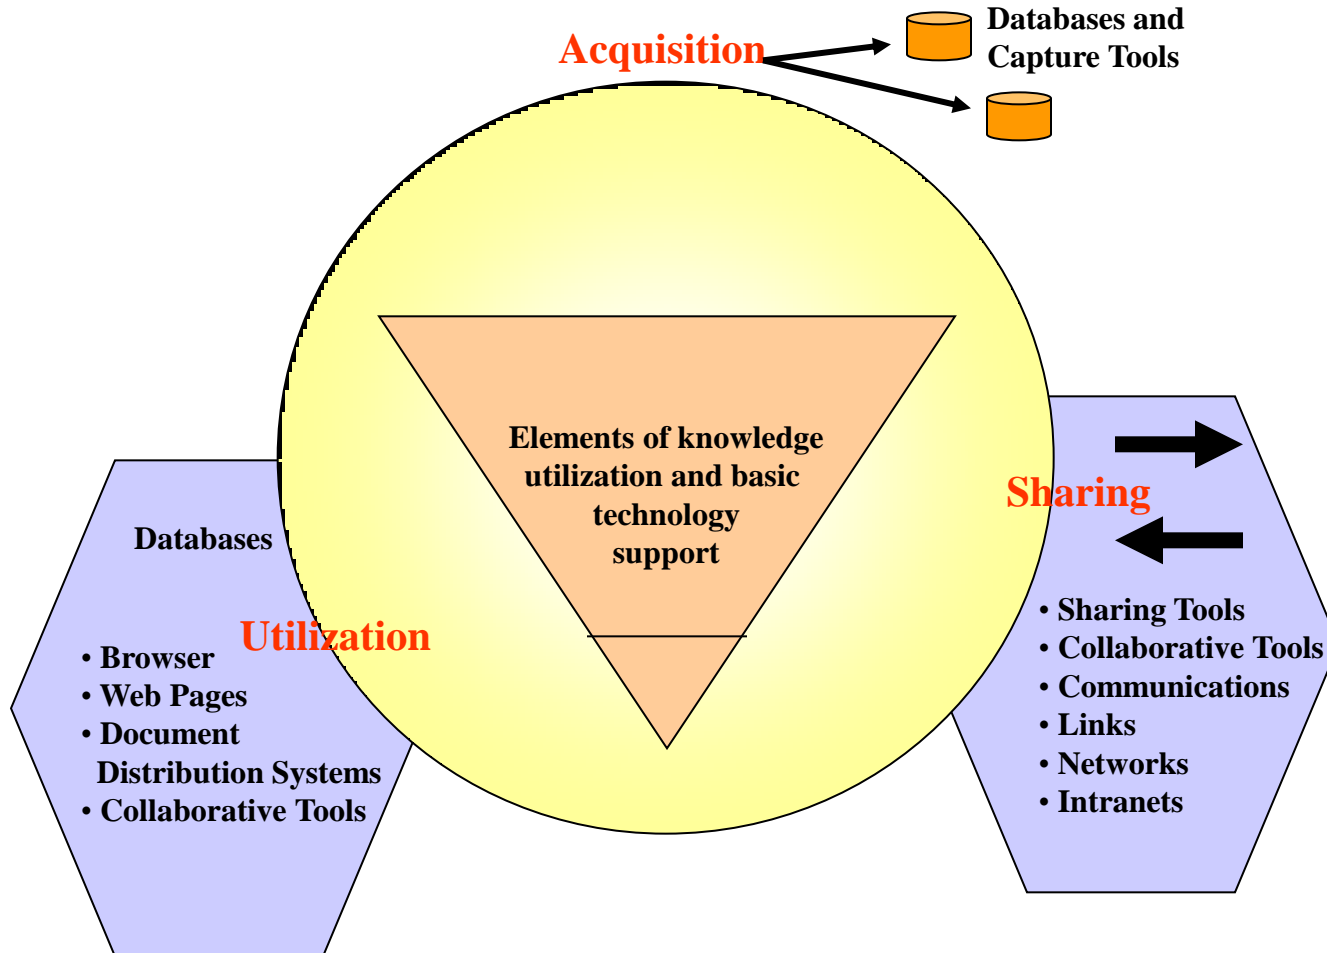 Acquisition
Databases and
Capture Tools
Elements of knowledge
utilization and basic
technology
support
Sharing
• Sharing Tools
• Collaborative Tools
• Communications
• Links
• Networks
• Intranets
Databases
Utilization
• Browser
• Web Pages
• Document
Distribution Systems
• Collaborative Tools